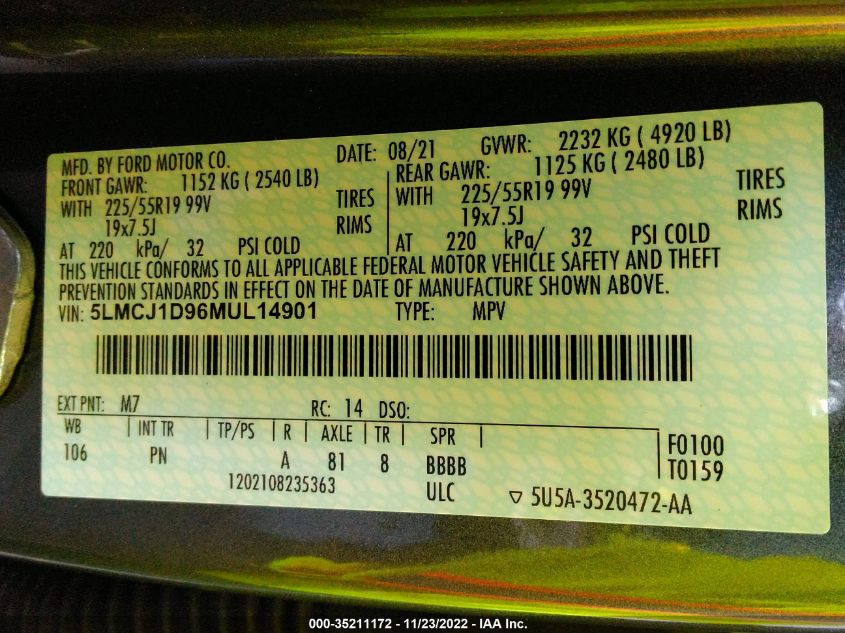 MFD. BY FORD MOTOR CO. DATE: 08/21 GVWR: 2232 KG ( 4920 LB)
FRONT GAWR: 1152 KG ( 2540 LB) REAR GAWR: 1125 KG ( 2480 LB)
WITH 225/55R19 99V TIRES WITH 225/55R19 99V TIRES
19x7.5J RIMS 19x7.5J RIMS
AT 220 kPa/ 32 PSI COLD AT 220 kPa/ 32 PSI COLD
THIS VEHICLE CONFORMS TO ALL APPLICABLE FEDERAL MOTOR VEHICLE SAFETY AND THEFT
PREVENTION STANDARDS IN EFFECT ON THE DATE OF MANUFACTURE SHOWN ABOVE.
VIN: 5LMCJ1D96MUL14901 TYPE: MPV
EXT PNT: M7 RC: 14 DSO:
WB INT TR TP/PS R AXLE TR SPR F0100
106 PN A 81 8 BBBB T0159
1202108235363 ULC 5U5A-3520472-AA
000-35211172 - 11/23/2022 - IAA Inc.